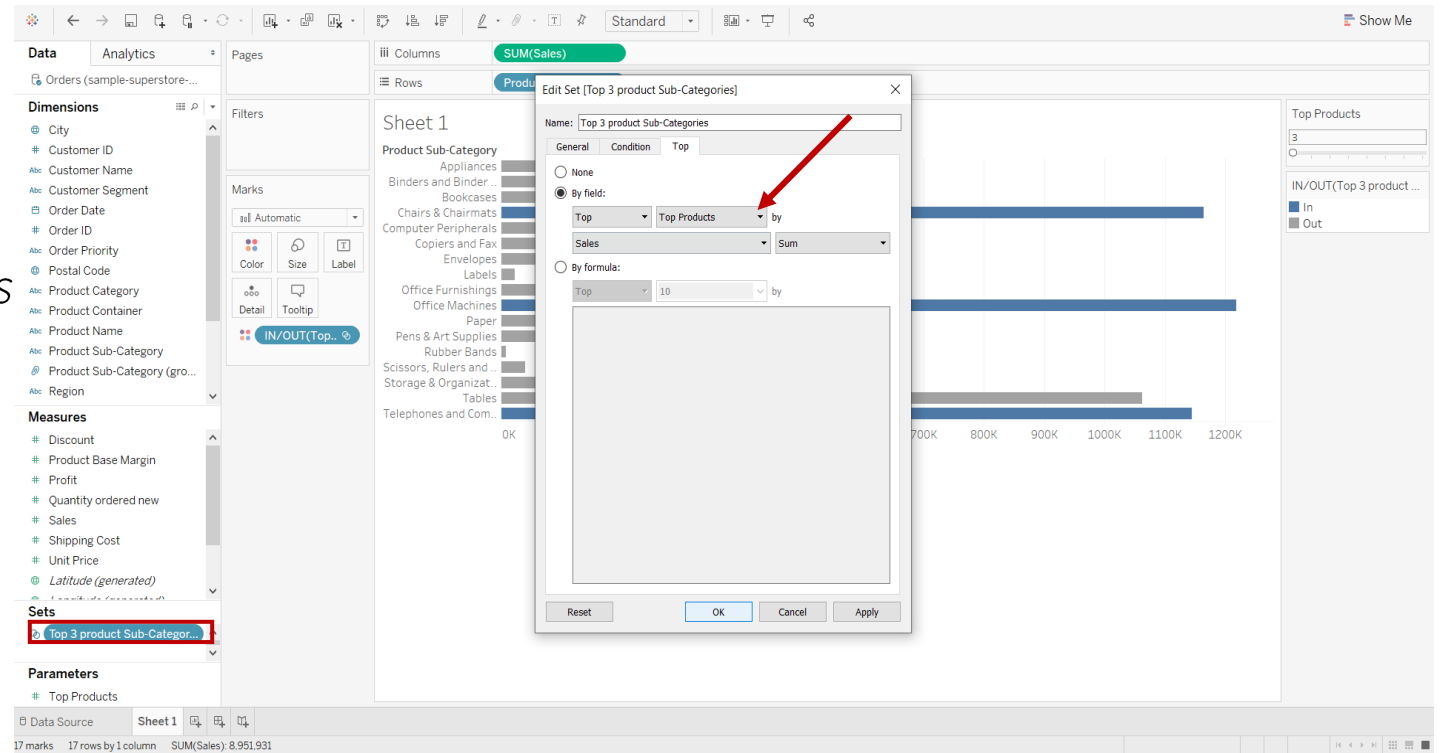 Standard
Show Me
Data
Analytics
Orders (sample-superstore-...
Dimensions
City
Customer ID
Abc Customer Name
Abc Customer Segment
Order Date
Order ID
Abc Order Priority
Postal Code
S
Abc Product Category
Abc Product Container
Abc Product Name
Abc Product Sub-Category
Product Sub-Category (gro...
Abc Region
Measures
# Discount
# Product Base Margin
# Profit
# Quantity ordered new
# Sales
# Shipping Cost
# Unit Price
Latitude (generated)
Sets
Top 3 product Sub-Categor...
Parameters
# Top Products
Pages
Filters
Marks
Automatic
Color Size Label
Detail Tooltip
IN/OUT(Top..
iii Columns SUM(Sales)
Rows Produ
Sheet 1
Product Sub-Category
Appliances
Binders and Binder ..
Bookcases
Chairs & Chairmats
Computer Peripherals
Copiers and Fax
Envelopes
Labels
Office Furnishings
Office Machines
Paper
Pens & Art Supplies
Rubber Bands
Scissors, Rulers and ..
Storage & Organizat..
Tables
Telephones and Com..
0K 700K 800K 900K 1000K 1100K 1200K
Edit Set [Top 3 product Sub-Categories]
Name: Top 3 product Sub-Categories
General Condition Top
None
By field:
Top Top Products by
Sales Sum
By formula:
Top 10 by
Reset OK Cancel Apply
Top Products
3
IN/OUT(Top 3 product ...
In
Out
Data Source Sheet 1
17 marks 17 rows by 1 column SUM(Sales): 8,951,931